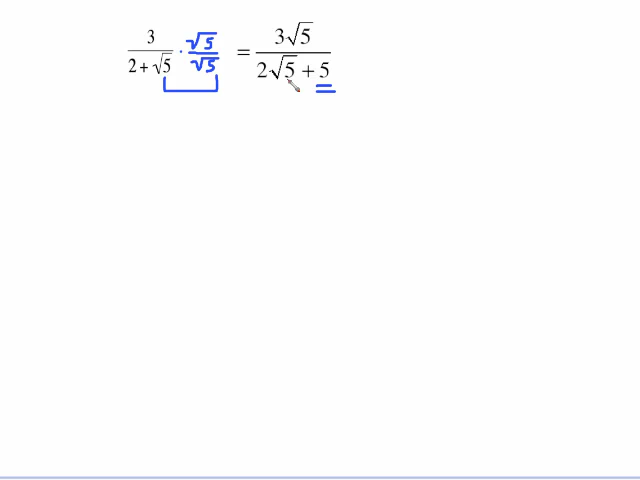 3/(2 + √5) · √5/√5 = 3√5/(2√5 + 5)